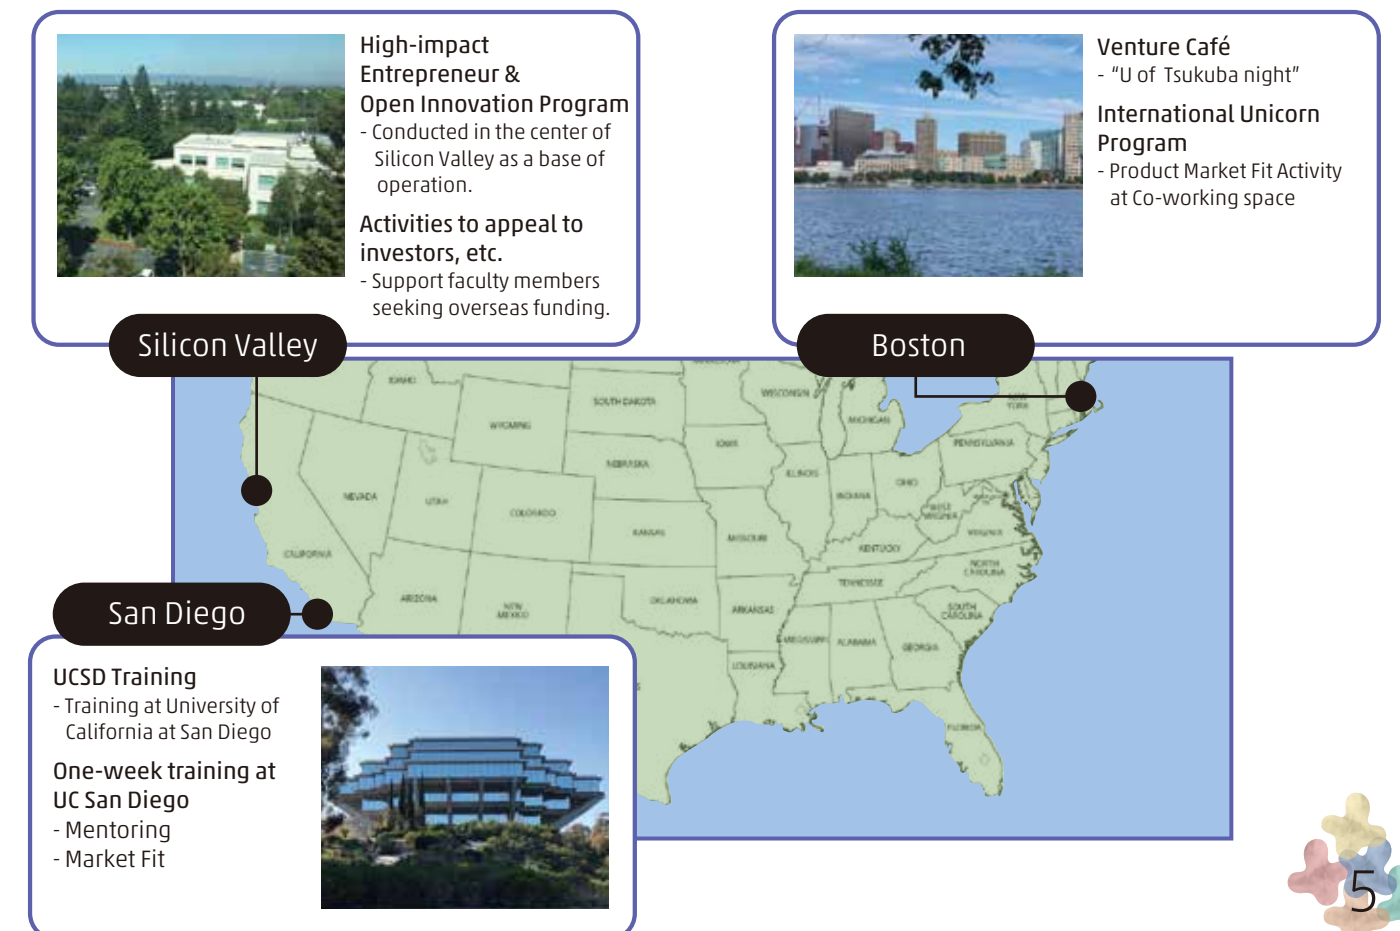 High-impact
Entrepreneur &
Open Innovation Program
- Conducted in the center of
Silicon Valley as a base of
operation.
Activities to appeal to
investors, etc.
- Support faculty members
seeking overseas funding.
Silicon Valley
Venture Café
- “U of Tsukuba night”
International Unicorn
Program
- Product Market Fit Activity
at Co-working space
Boston
IDAHO
WYOMING
SOUTH DAKOTA
WISCONSIN
MICHIGAN
NEW
YORK
NEBRASKA
IOWA
PENNSYLVANIA
NEVADA
UTAH
COLORADO
KANSAS
MISSOURI
ILLINOIS
INDIANA
OHIO
WEST
VIRGINIA
VIRGINIA
KENTUCKY
CALIFORNIA
ARIZONA
NEW
MEXICO
OKLAHOMA
ARKANSAS
TENNESSEE
NORTH
CAROLINA
SOUTH
CAROLINA
MISSISSIPPI
ALABAMA
GEORGIA
LOUISIANA
FLORIDA
San Diego
UCSD Training
- Training at University of
California at San Diego
One-week training at
UC San Diego
- Mentoring
- Market Fit
5